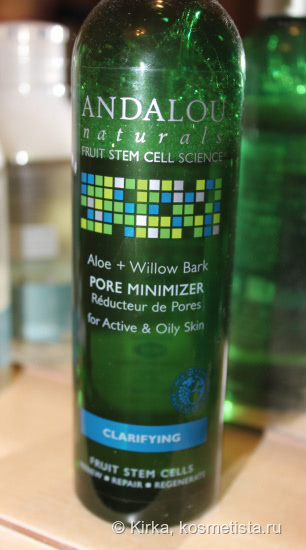 ANDALOU
naturals
FRUIT STEM CELL SCIENCE
Aloe + Willow Bark
PORE MINIMIZER
Réducteur de Pores
for Active & Oily Skin
CLARIFYING
FRUIT STEM CELLS
RENEW ● REPAIR ● REGENERATE
© Kirka, kosmetista.ru